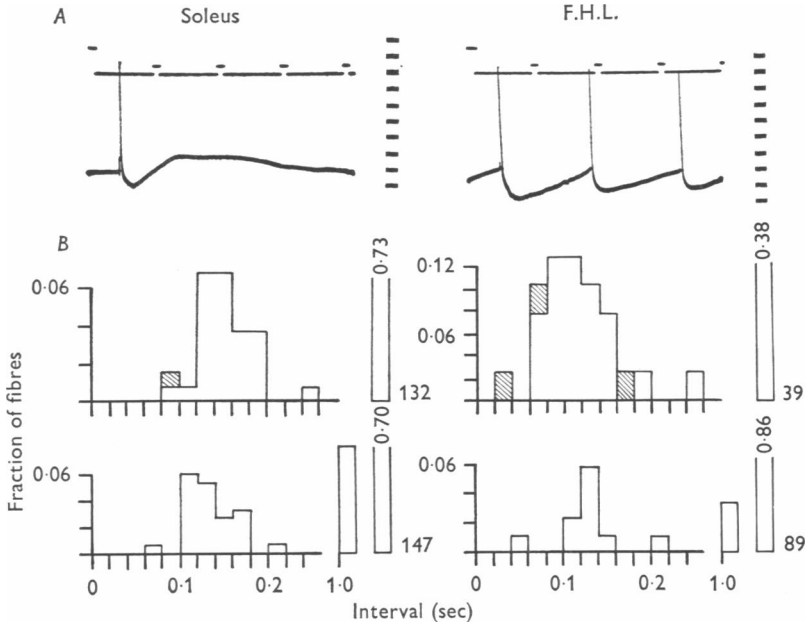 A Soleus F.H.L.
B
0·06
0·73
132
0·12
0·06
0·38
39
Fraction of fibres
0·06
0·70
147
0·06
0·86
89
0 0·1 0·2 1·0
0 0·1 0·2 1·0
Interval (sec)